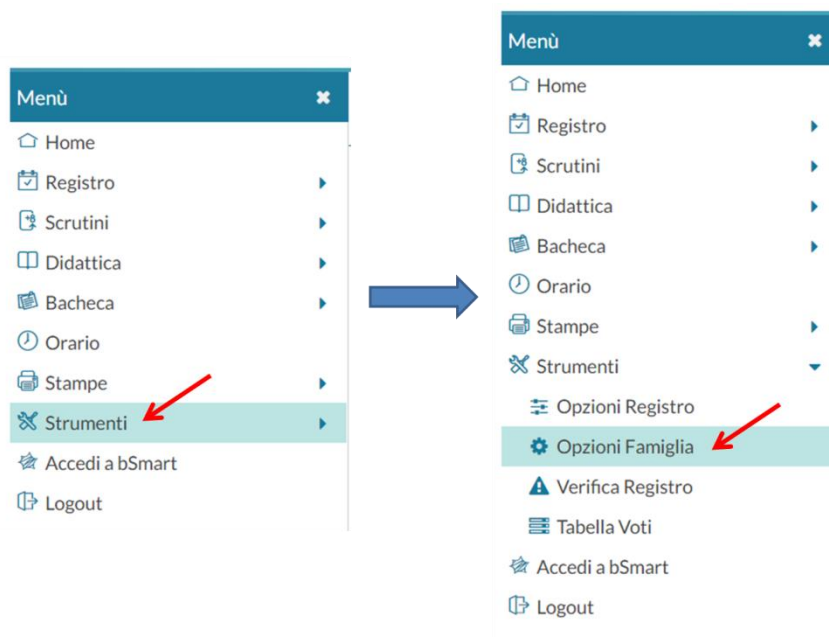 Menù
Home
Registro
Scrutini
Didattica
Bacheca
Orario
Stampe
Strumenti
Accedi a bSmart
Logout
Menù
Home
Registro
Scrutini
Didattica
Bacheca
Orario
Stampe
Strumenti
Opzioni Registro
Opzioni Famiglia
Verifica Registro
Tabella Voti
Accedi a bSmart
Logout